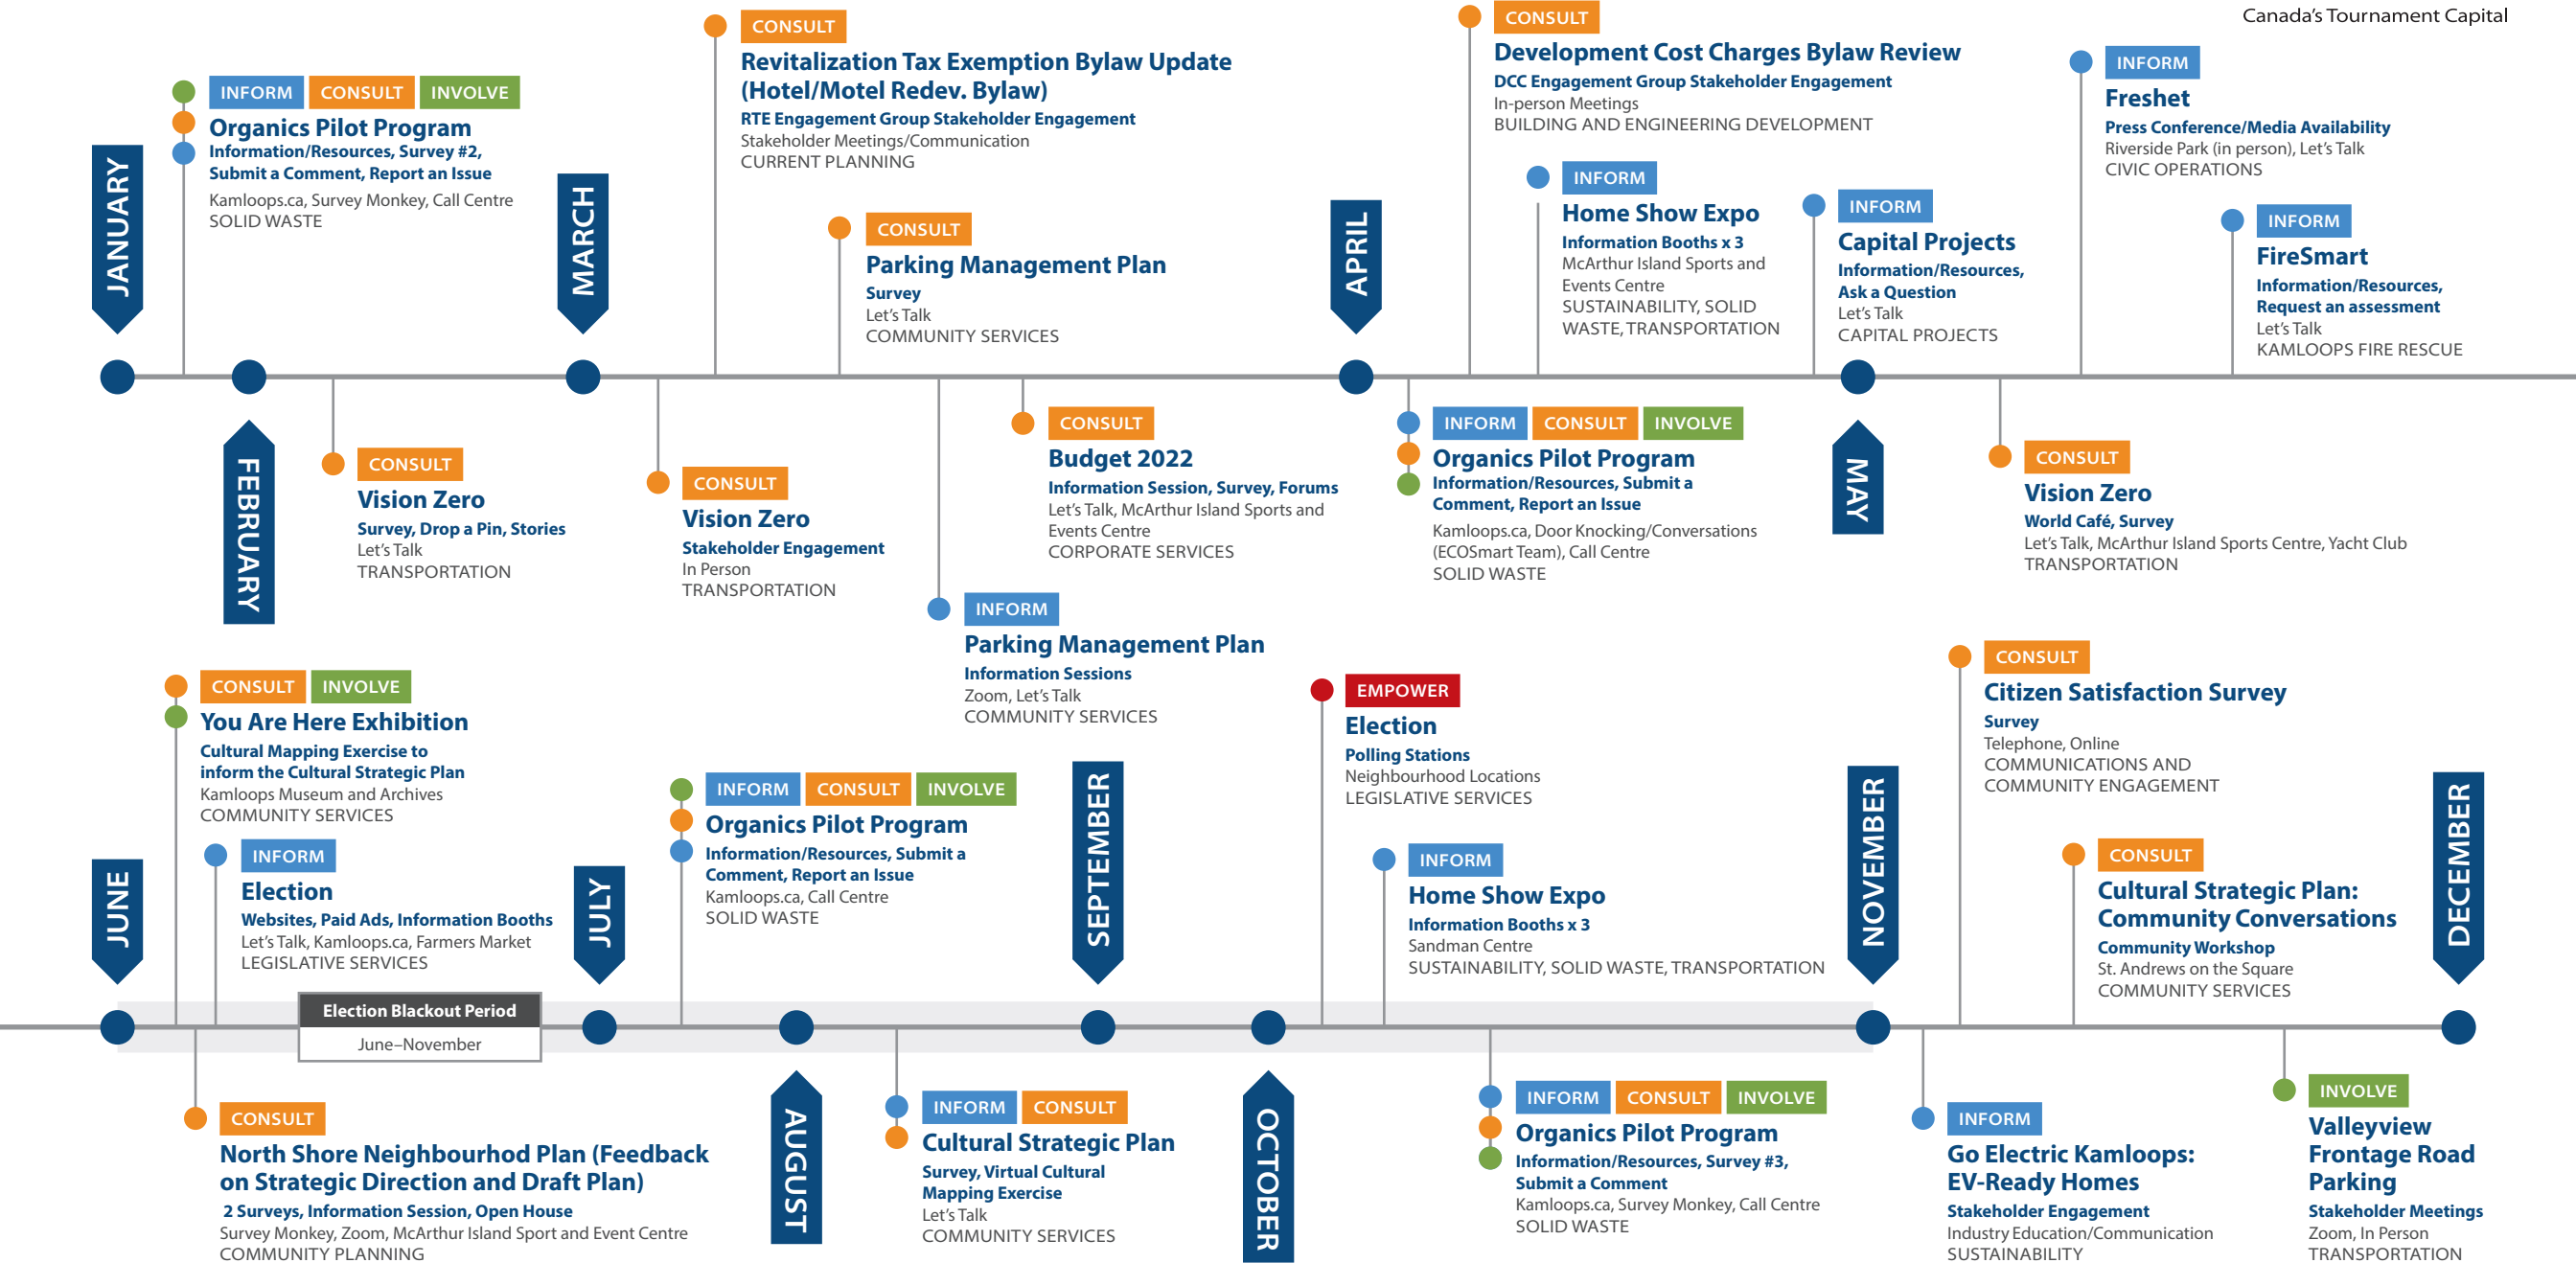 Canada's Tournament Capital
JANUARY
INFORM CONSULT INVOLVE
Organics Pilot Program
Information/Resources, Survey #2,
Submit a Comment, Report an Issue
Kamloops.ca, Survey Monkey, Call Centre
SOLID WASTE
FEBRUARY
CONSULT
Vision Zero
Survey, Drop a Pin, Stories
Let's Talk
TRANSPORTATION
MARCH
CONSULT
Vision Zero
Stakeholder Engagement
In Person
TRANSPORTATION
CONSULT
Revitalization Tax Exemption Bylaw Update
(Hotel/Motel Redev. Bylaw)
RTE Engagement Group Stakeholder Engagement
Stakeholder Meetings/Communication
CURRENT PLANNING
CONSULT
Parking Management Plan
Survey
Let's Talk
COMMUNITY SERVICES
INFORM
Parking Management Plan
Information Sessions
Zoom, Let's Talk
COMMUNITY SERVICES
CONSULT
Budget 2022
Information Session, Survey, Forums
Let's Talk, McArthur Island Sports and
Events Centre
CORPORATE SERVICES
APRIL
INFORM CONSULT INVOLVE
Organics Pilot Program
Information/Resources, Submit a
Comment, Report an Issue
Kamloops.ca, Door Knocking/Conversations
(ECOSmart Team), Call Centre
SOLID WASTE
CONSULT
Development Cost Charges Bylaw Review
DCC Engagement Group Stakeholder Engagement
In-person Meetings
BUILDING AND ENGINEERING DEVELOPMENT
INFORM
Home Show Expo
Information Booths x 3
McArthur Island Sports and
Events Centre
SUSTAINABILITY, SOLID
WASTE, TRANSPORTATION
INFORM
Capital Projects
Information/Resources,
Ask a Question
Let's Talk
CAPITAL PROJECTS
MAY
CONSULT
Vision Zero
World Café, Survey
Let's Talk, McArthur Island Sports Centre, Yacht Club
TRANSPORTATION
INFORM
Freshet
Press Conference/Media Availability
Riverside Park (in person), Let's Talk
CIVIC OPERATIONS
INFORM
FireSmart
Information/Resources,
Request an assessment
Let's Talk
KAMLOOPS FIRE RESCUE
JUNE
CONSULT INVOLVE
You Are Here Exhibition
Cultural Mapping Exercise to
inform the Cultural Strategic Plan
Kamloops Museum and Archives
COMMUNITY SERVICES
CONSULT
North Shore Neighbourhod Plan (Feedback
on Strategic Direction and Draft Plan)
2 Surveys, Information Session, Open House
Survey Monkey, Zoom, McArthur Island Sport and Event Centre
COMMUNITY PLANNING
INFORM
Election
Websites, Paid Ads, Information Booths
Let's Talk, Kamloops.ca, Farmers Market
LEGISLATIVE SERVICES
Election Blackout Period
June–November
JULY
INFORM CONSULT INVOLVE
Organics Pilot Program
Information/Resources, Submit a
Comment, Report an Issue
Kamloops.ca, Call Centre
SOLID WASTE
AUGUST
INFORM CONSULT
Cultural Strategic Plan
Survey, Virtual Cultural
Mapping Exercise
Let's Talk
COMMUNITY SERVICES
SEPTEMBER
OCTOBER
EMPOWER
Election
Polling Stations
Neighbourhood Locations
LEGISLATIVE SERVICES
INFORM
Home Show Expo
Information Booths x 3
Sandman Centre
SUSTAINABILITY, SOLID WASTE, TRANSPORTATION
INFORM CONSULT INVOLVE
Organics Pilot Program
Information/Resources, Survey #3,
Submit a Comment
Kamloops.ca, Survey Monkey, Call Centre
SOLID WASTE
NOVEMBER
INFORM
Go Electric Kamloops:
EV-Ready Homes
Stakeholder Engagement
Industry Education/Communication
SUSTAINABILITY
CONSULT
Citizen Satisfaction Survey
Survey
Telephone, Online
COMMUNICATIONS AND
COMMUNITY ENGAGEMENT
CONSULT
Cultural Strategic Plan:
Community Conversations
Community Workshop
St. Andrews on the Square
COMMUNITY SERVICES
INVOLVE
Valleyview
Frontage Road
Parking
Stakeholder Meetings
Zoom, In Person
TRANSPORTATION
DECEMBER